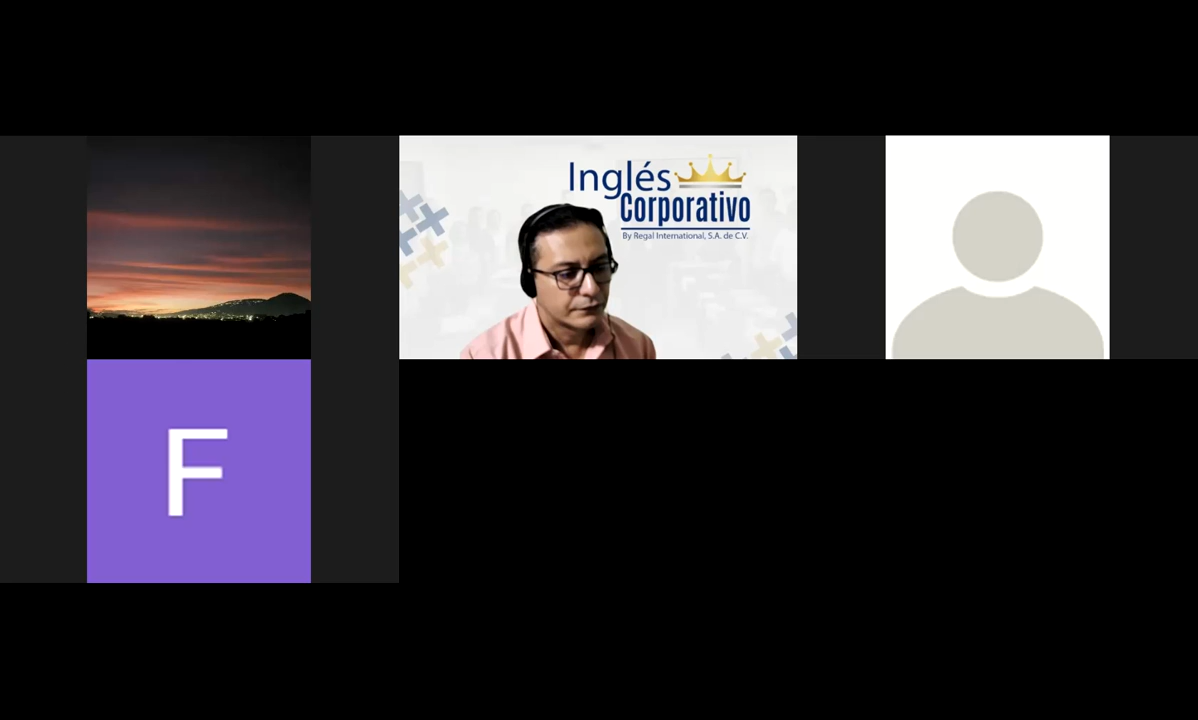 Inglés
Corporativo
By Regal International, S.A. de C.V.
F